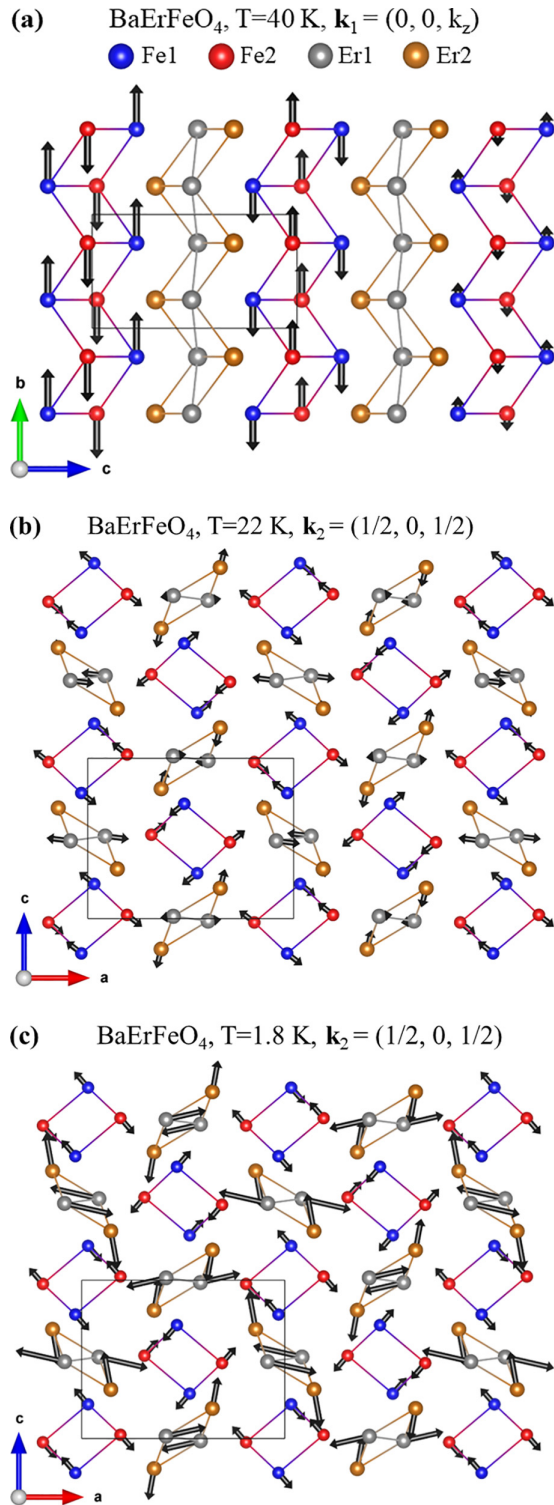 (a) BaErFeO₄, T=40 K, k₁ = (0, 0, k_z)
Fe1 Fe2 Er1 Er2
b
c
(b) BaErFeO₄, T=22 K, k₂ = (1/2, 0, 1/2)
c
a
(c) BaErFeO₄, T=1.8 K, k₂ = (1/2, 0, 1/2)
c
a